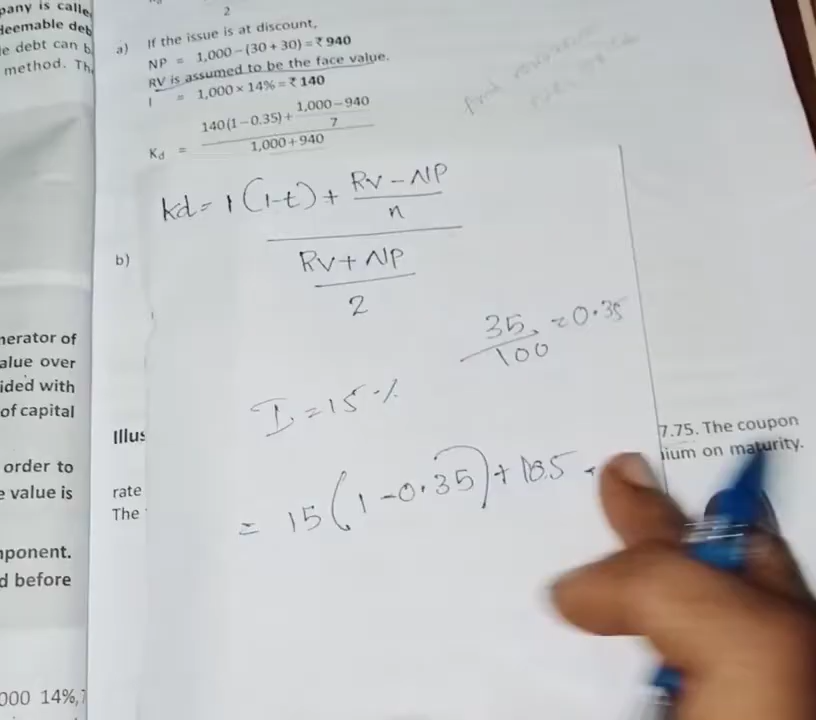 pany is calle
deemable deb
e debt can b
method. Th
2
a) If the issue is at discount,
NP = 1,000-(30+30)=₹940
RV is assumed to be the face value.
I = 1,000×14%=₹140
140(1-0.35)+ 1,000-940
7
Kd =
1,000+940
kd= I (1-t) + RV-NP
n
b)
RV + NP
2
35 = 0.35
100
I = 15 %
= 15 (1-0.35) + 105 -
nerator of
alue over
ided with
of capital
order to
e value is
nponent.
d before
000 14%,7
Illus
7.75. The coupon
rate
ium on maturity.
The